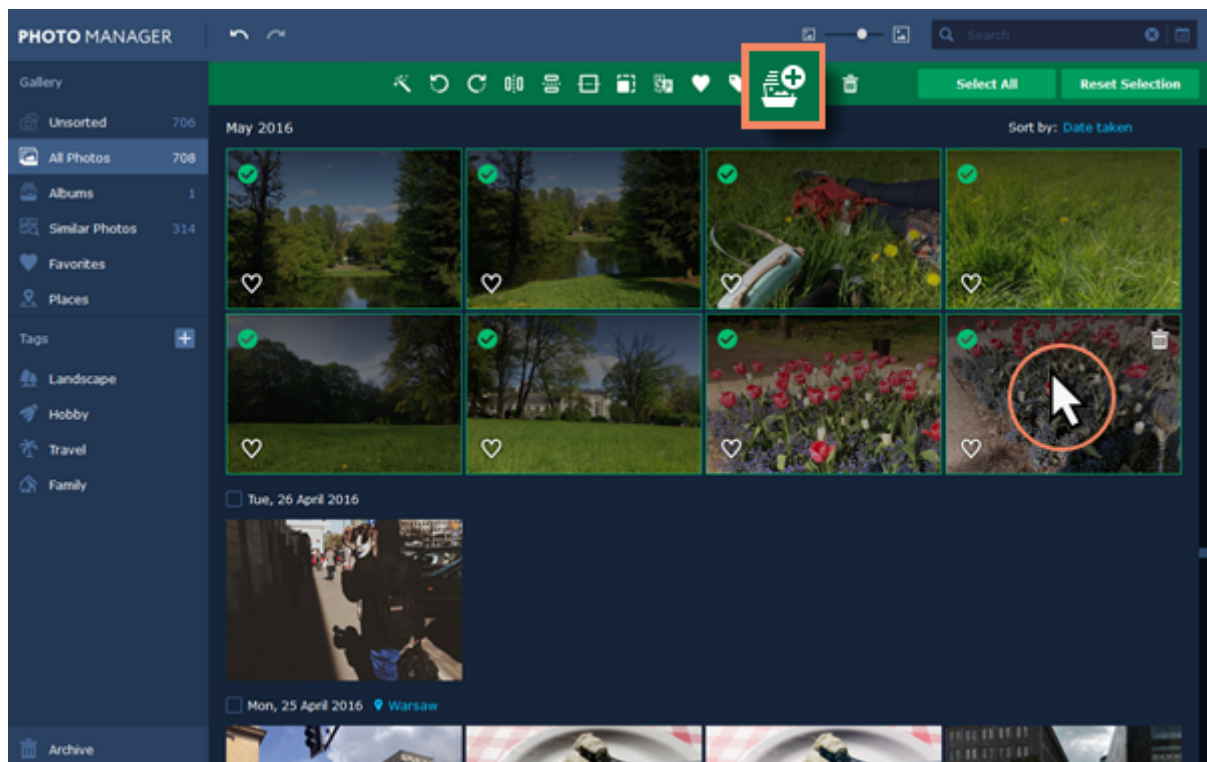 PHOTO MANAGER
Search
Gallery
Select All
Reset Selection
Unsorted 706
May 2016
Sort by: Date taken
All Photos 708
Albums 1
Similar Photos 314
Favorites
Places
Tags
Landscape
Hobby
Travel
Family
Tue, 26 April 2016
Mon, 25 April 2016 Warsaw
Archive